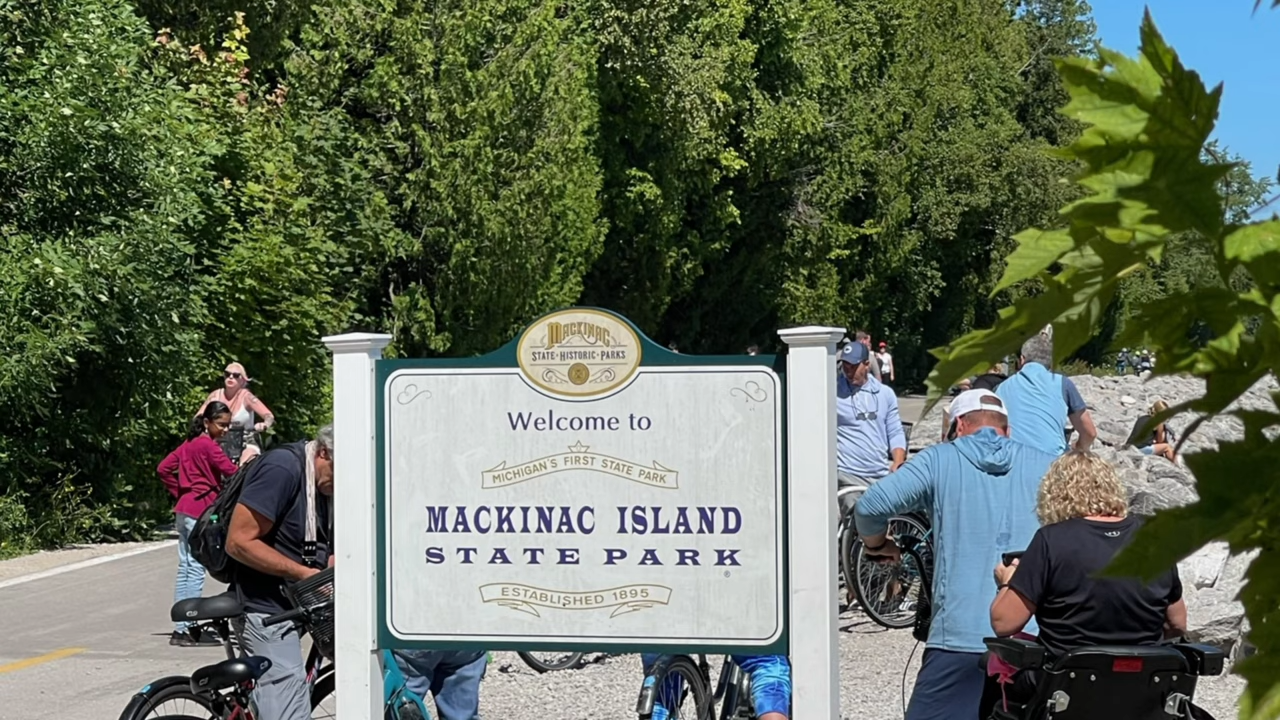 MACKINAC
STATE·HISTORIC·PARKS
Welcome to
MICHIGAN'S FIRST STATE PARK
MACKINAC ISLAND
STATE PARK
®
ESTABLISHED 1895